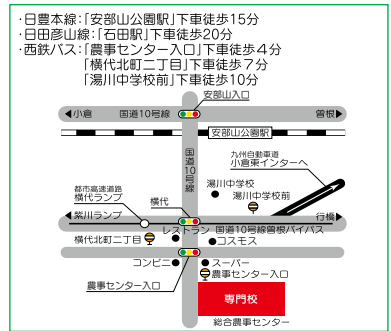 ・日豊本線：「安部山公園駅」下車徒歩15分
・日田彦山線：「石田駅」下車徒歩20分
・西鉄バス：「農事センター入口」下車徒歩4分
「横代北町二丁目」下車徒歩7分
「湯川中学校前」下車徒歩10分
安部山入口
◀小倉 国道10号線 曽根▶
安部山公園駅
国道10号線
九州自動車道
小倉東インターへ
湯川中学校
湯川中学校前
都市高速道路
横代ランプ
横代
◀紫川ランプ 行橋▶
レストラン 国道10号線曽根バイパス
横代北町二丁目
コスモス
コンビニ スーパー
農事センター入口
農事センター入口
専門校
総合農事センター